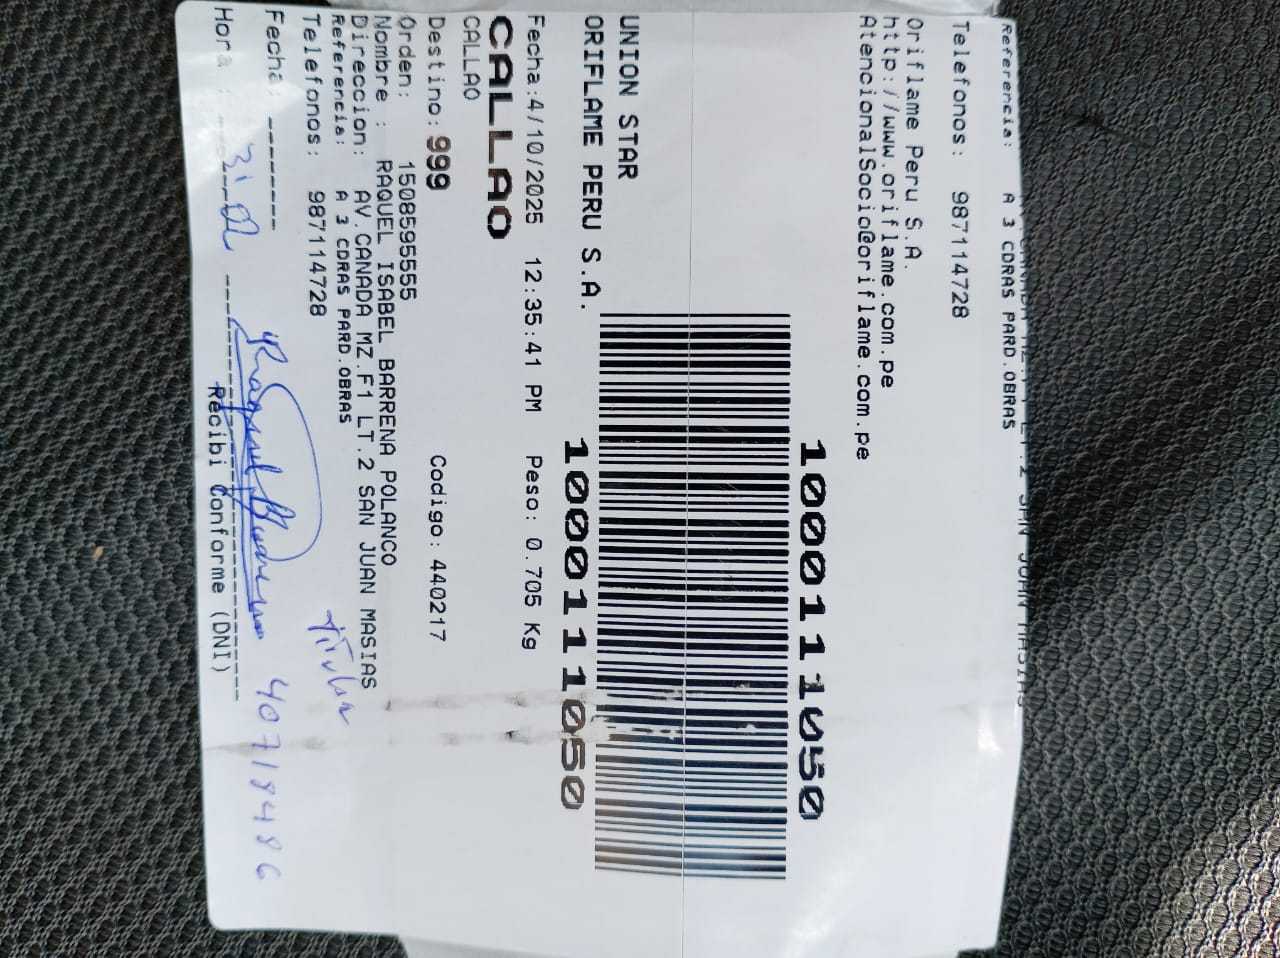 Referencia: A 3 CDRAS PARD.OBRAS
Telefonos: 987114728
Oriflame Peru S.A.
http://www.oriflame.com.pe
AtencionalSocio@oriflame.com.pe
10001111050
UNION STAR
ORIFLAME PERU S.A.
10001111050
Fecha:4/10/2025 12:35:41 PM Peso: 0.705 Kg
CALLAO
CALLAO
Destino:999 Codigo:440217
Orden: 1508595555
Nombre : RAQUEL ISABEL BARRENA POLANCO
Direccion: AV.CANADA MZ.F1 LT.2 SAN JUAN MASIAS
Referencia: A 3 CDRAS PARD.OBRAS
Telefonos: 987114728
titular
Fecha: -------
40718486
Hora :
Recibi Conforme (DNI)